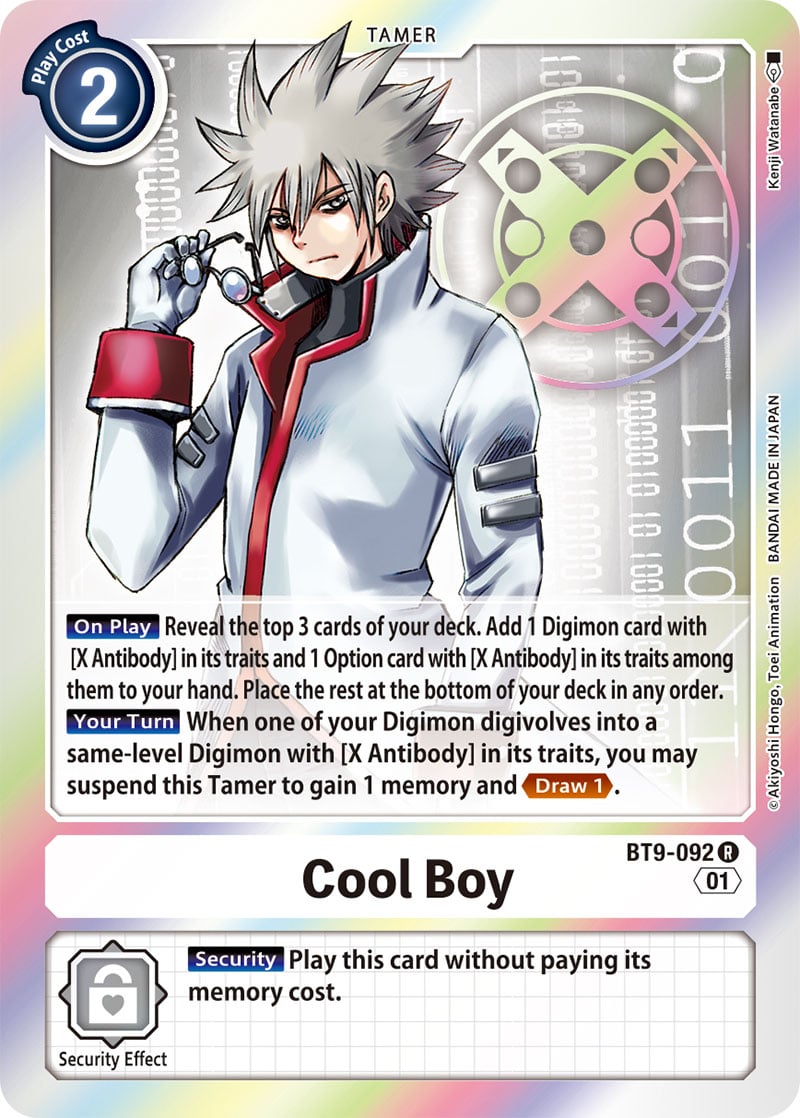 TAMER
Play Cost
2
Kenji Watanabe
On Play Reveal the top 3 cards of your deck. Add 1 Digimon card with
[X Antibody] in its traits and 1 Option card with [X Antibody] in its traits among
them to your hand. Place the rest at the bottom of your deck in any order.
Your Turn When one of your Digimon digivolves into a
same-level Digimon with [X Antibody] in its traits, you may
suspend this Tamer to gain 1 memory and Draw 1.
© Akiyoshi Hongo, Toei Animation BANDAI MADE IN JAPAN
BT9-092 R
Cool Boy
01
Security Play this card without paying its
memory cost.
Security Effect